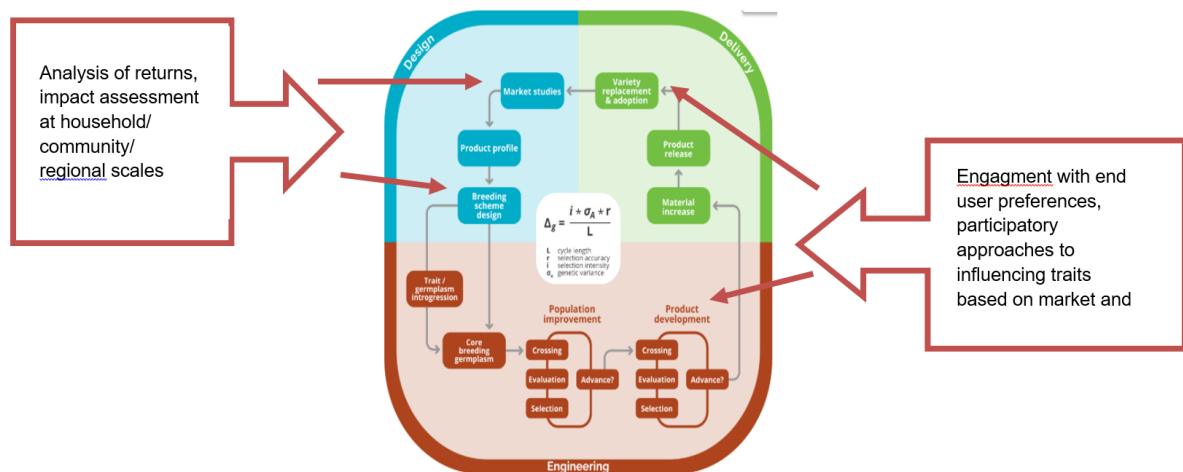 Analysis of returns,
impact assessment
at household/
community/
regional scales
Design
Delivery
Market studies
Variety
replacement
& adoption
Product profile
Product
release
Breeding
scheme
design
Material
increase
Δg = i * σA * r
L
L cycle length
r selection accuracy
i selection intensity
σA genetic variance
Trait /
germplasm
introgression
Core
breeding
germplasm
Population
improvement
Crossing
Evaluation
Selection
Advance?
Product
development
Crossing
Evaluation
Selection
Advance?
Engineering
Engagment with end
user preferences,
participatory
approaches to
influencing traits
based on market and